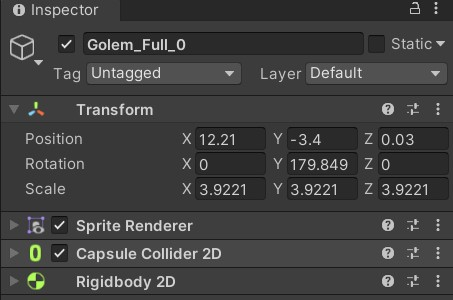 Inspector
Golem_Full_0 Static
Tag Untagged Layer Default
Transform
Position X 12.21 Y -3.4 Z 0.03
Rotation X 0 Y 179.849 Z 0
Scale X 3.9221 Y 3.9221 Z 3.9221
Sprite Renderer
Capsule Collider 2D
Rigidbody 2D